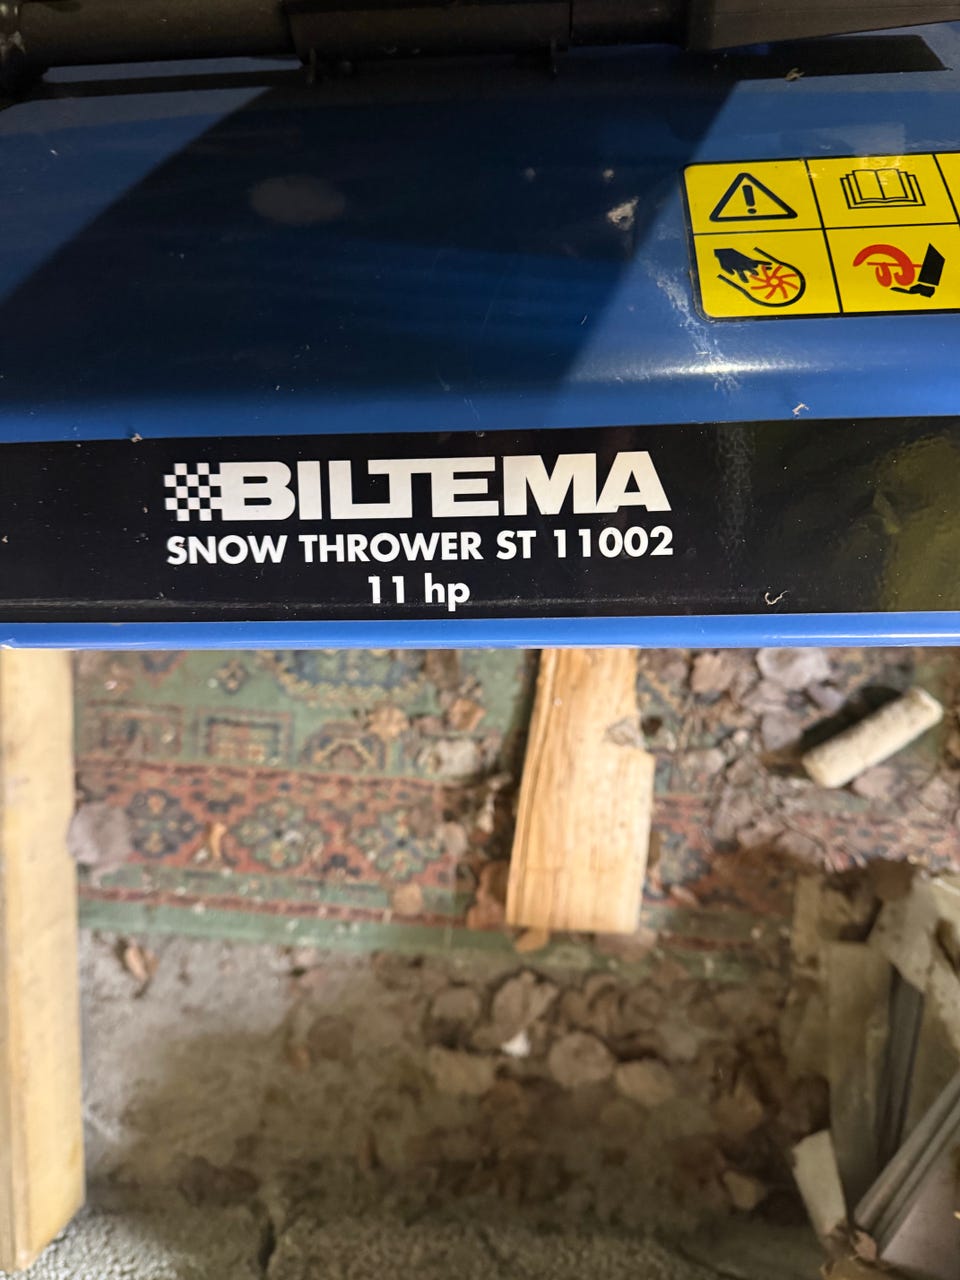 BILTEMA
SNOW THROWER ST 11002
11 hp